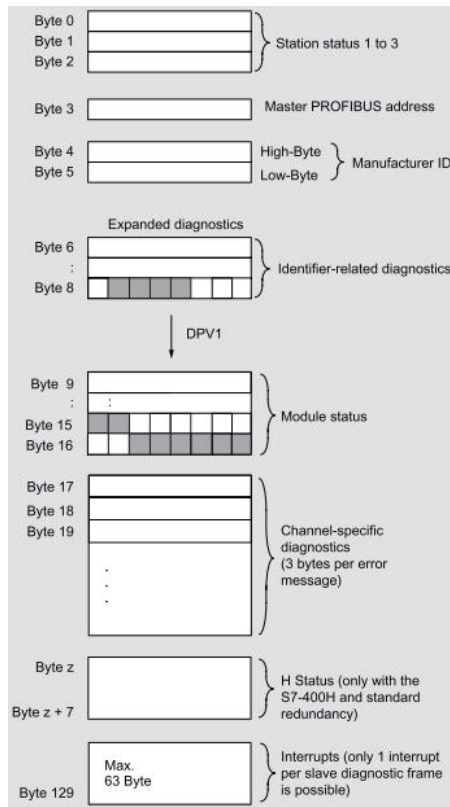 Byte 0
Byte 1
Byte 2
Station status 1 to 3
Byte 3
Master PROFIBUS address
Byte 4
High-Byte
Byte 5
Low-Byte
Manufacturer ID
Expanded diagnostics
Byte 6
:
Byte 8
Identifier-related diagnostics
DPV1
Byte 9
: :
Byte 15
Byte 16
Module status
Byte 17
Byte 18
Byte 19
.
.
.
Channel-specific
diagnostics
(3 bytes per error
message)
Byte z
Byte z + 7
H Status (only with the
S7-400H and standard
redundancy)
Max.
63 Byte
Byte 129
Interrupts (only 1 interrupt
per slave diagnostic frame
is possible)